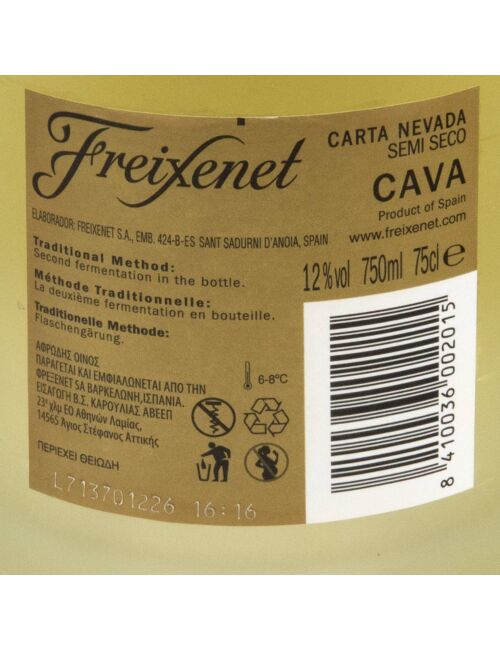 Freixenet
CARTA NEVADA
SEMI SECO
CAVA
Product of Spain
www.freixenet.com
ELABORADOR: FREIXENET S.A., EMB. 424-B-ES SANT SADURNI D'ANOIA, SPAIN
12%vol 750ml 75cl e
Traditional Method:
Second fermentation in the bottle.
Méthode Traditionnelle:
La deuxième fermentation en bouteille.
Traditionelle Methode:
Flaschengärung.
ΑΦΡΩΔΗΣ ΟΙΝΟΣ
ΠΑΡΑΓΕΤΑΙ ΚΑΙ ΕΜΦΙΑΛΩΝΕΤΑΙ ΑΠΟ ΤΗΝ
ΦΡΕΞΕΝΕΤ SA ΒΑΡΚΕΛΩΝΗ,ΙΣΠΑΝΙΑ.
ΕΙΣΑΓΩΓΗ Β.Σ. ΚΑΡΟΥΛΙΑΣ ΑΒΕΕΠ
23° χλμ ΕΟ Αθηνών Λαμίας,
14565 Άγιος Στέφανος Αττικής
6-8ºC
ΠΕΡΙΕΧΕΙ ΘΕΙΩΔΗ
L713701226 16:16
8 410036 002015